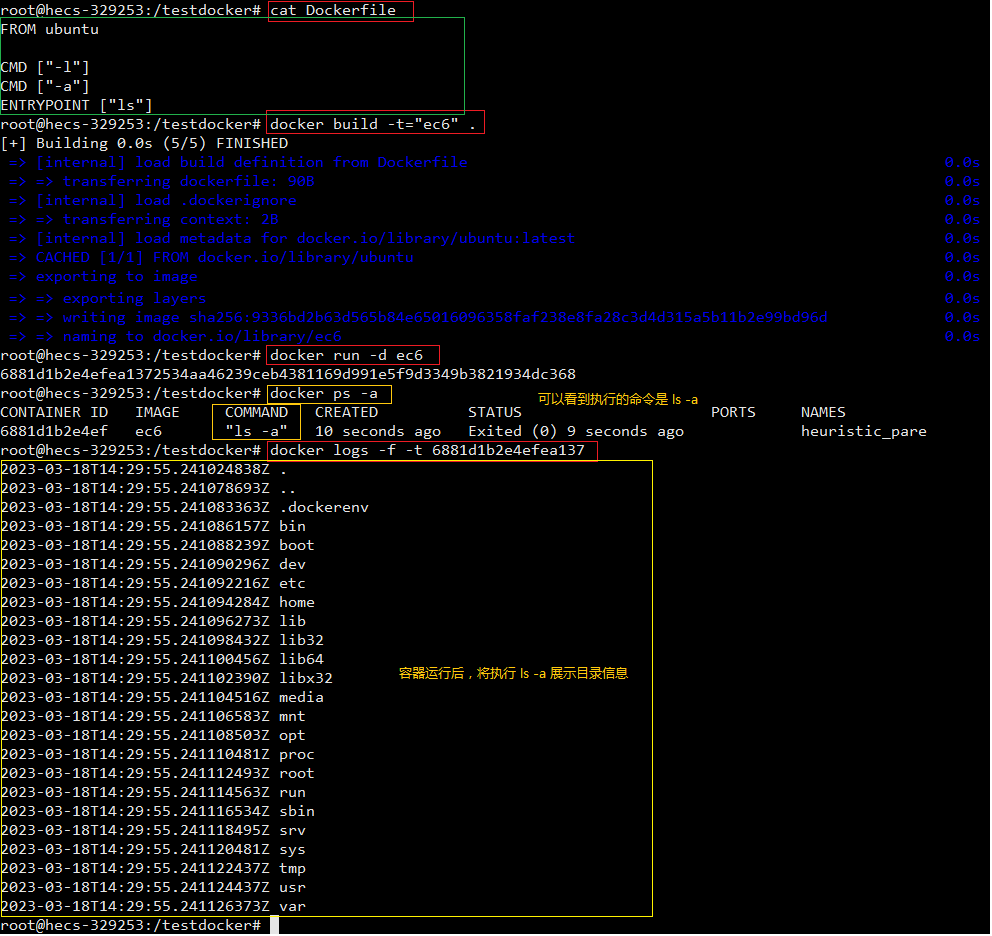 root@hecs-329253:/testdocker# cat Dockerfile
FROM ubuntu
CMD ["-l"]
CMD ["-a"]
ENTRYPOINT ["ls"]
root@hecs-329253:/testdocker# docker build -t="ec6" .
[+] Building 0.0s (5/5) FINISHED
=> [internal] load build definition from Dockerfile 0.0s
=> => transferring dockerfile: 90B 0.0s
=> [internal] load .dockerignore 0.0s
=> => transferring context: 2B 0.0s
=> [internal] load metadata for docker.io/library/ubuntu:latest 0.0s
=> CACHED [1/1] FROM docker.io/library/ubuntu 0.0s
=> exporting to image 0.0s
=> => exporting layers 0.0s
=> => writing image sha256:9336bd2b63d565b84e65016096358faf238e8fa28c3d4d315a5b11b2e99bd96d 0.0s
=> => naming to docker.io/library/ec6 0.0s
root@hecs-329253:/testdocker# docker run -d ec6
6881d1b2e4efea1372534aa46239ceb4381169d991e5f9d3349b3821934dc368
root@hecs-329253:/testdocker# docker ps -a
可以看到执行的命令是 ls -a
CONTAINER ID IMAGE COMMAND CREATED STATUS PORTS NAMES
6881d1b2e4ef ec6 "ls -a" 10 seconds ago Exited (0) 9 seconds ago heuristic_pare
root@hecs-329253:/testdocker# docker logs -f -t 6881d1b2e4efea137
2023-03-18T14:29:55.241024838Z .
2023-03-18T14:29:55.241078693Z ..
2023-03-18T14:29:55.241083363Z .dockerenv
2023-03-18T14:29:55.241086157Z bin
2023-03-18T14:29:55.241088239Z boot
2023-03-18T14:29:55.241090296Z dev
2023-03-18T14:29:55.241092216Z etc
2023-03-18T14:29:55.241094284Z home
2023-03-18T14:29:55.241096273Z lib
2023-03-18T14:29:55.241098432Z lib32
2023-03-18T14:29:55.241100456Z lib64
2023-03-18T14:29:55.241102390Z libx32
容器运行后，将执行 ls -a 展示目录信息
2023-03-18T14:29:55.241104516Z media
2023-03-18T14:29:55.241106583Z mnt
2023-03-18T14:29:55.241108503Z opt
2023-03-18T14:29:55.241110481Z proc
2023-03-18T14:29:55.241112493Z root
2023-03-18T14:29:55.241114563Z run
2023-03-18T14:29:55.241116534Z sbin
2023-03-18T14:29:55.241118495Z srv
2023-03-18T14:29:55.241120481Z sys
2023-03-18T14:29:55.241122437Z tmp
2023-03-18T14:29:55.241124437Z usr
2023-03-18T14:29:55.241126373Z var
root@hecs-329253:/testdocker#